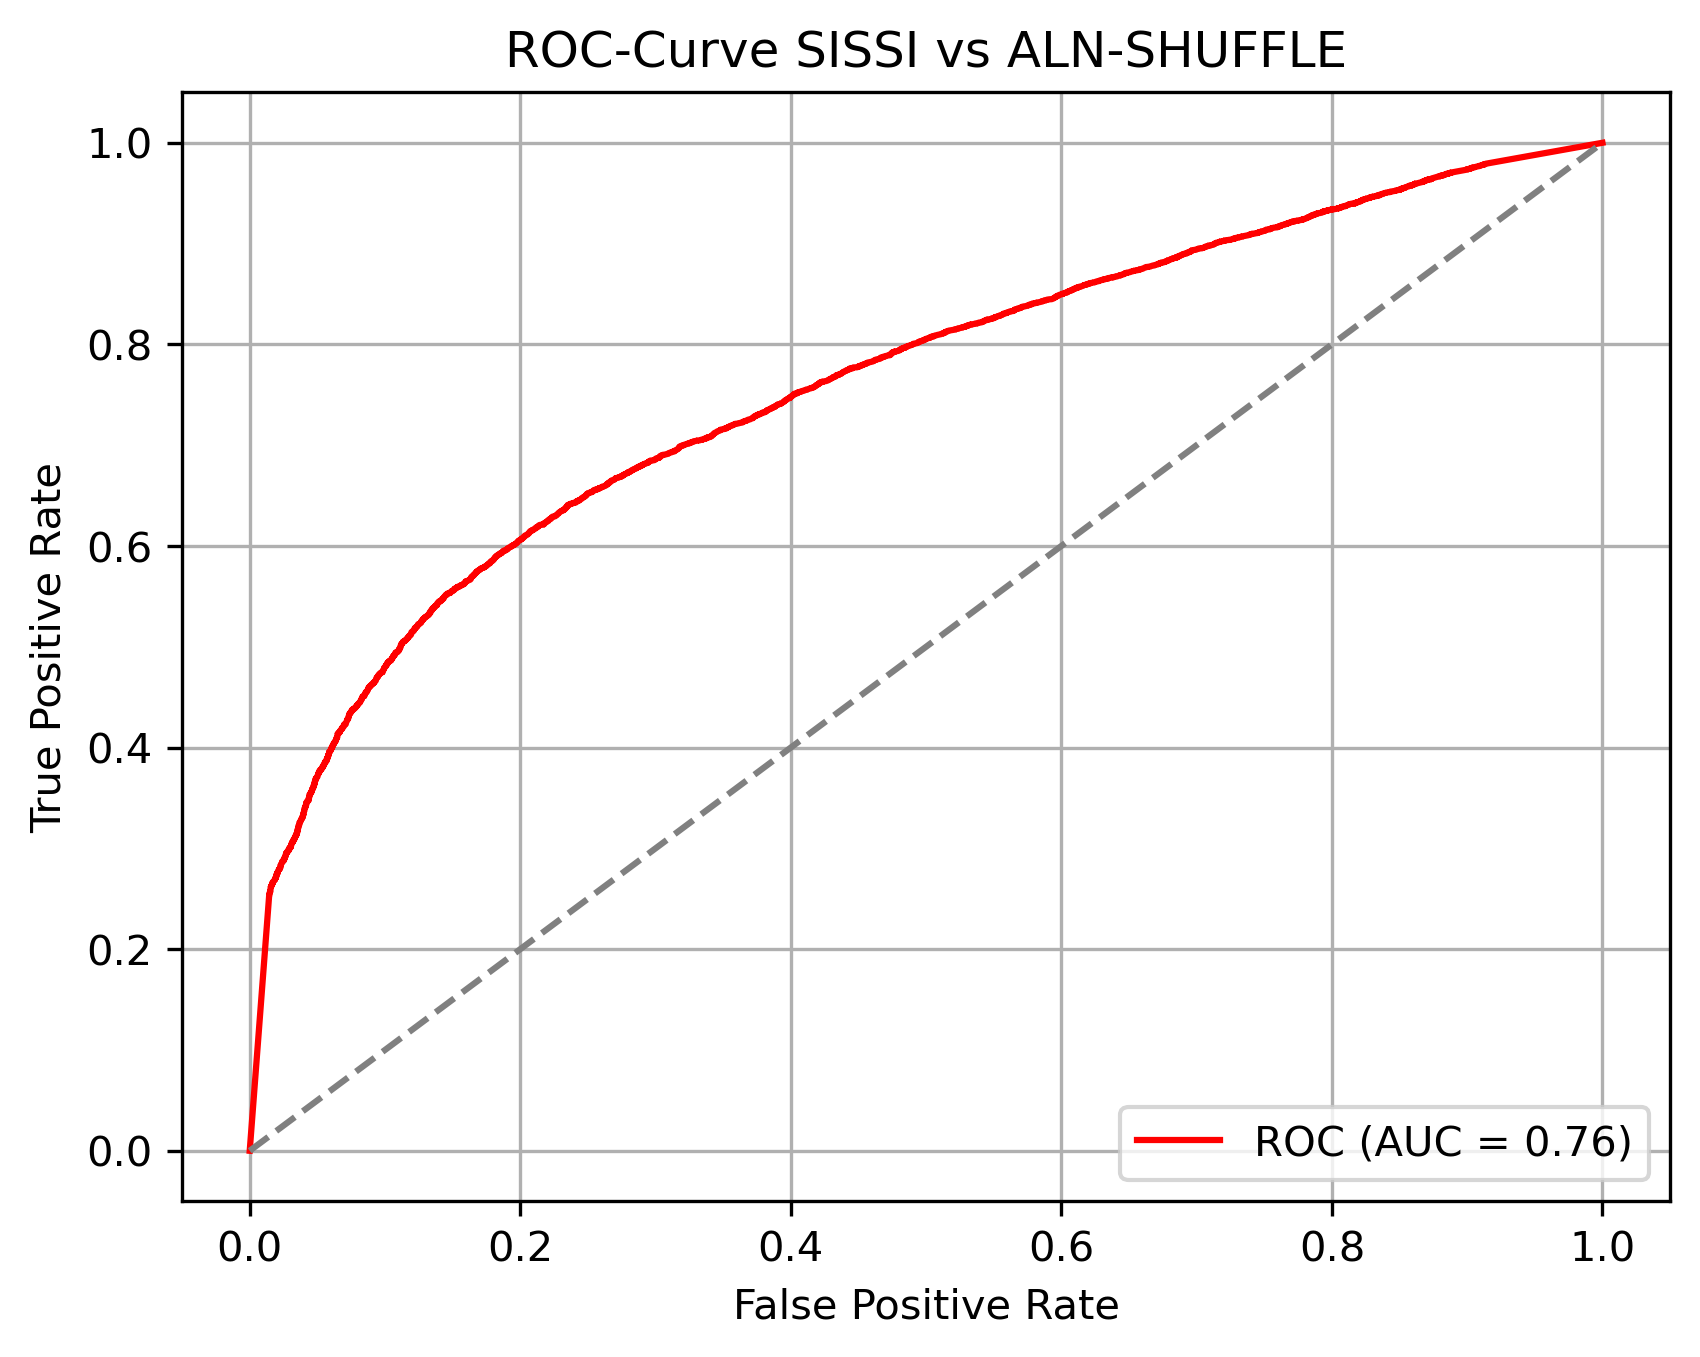 ROC-Curve SISSI vs ALN-SHUFFLE
True Positive Rate
1.0
0.8
0.6
0.4
0.2
0.0
ROC (AUC = 0.76)
0.0 0.2 0.4 0.6 0.8 1.0
False Positive Rate